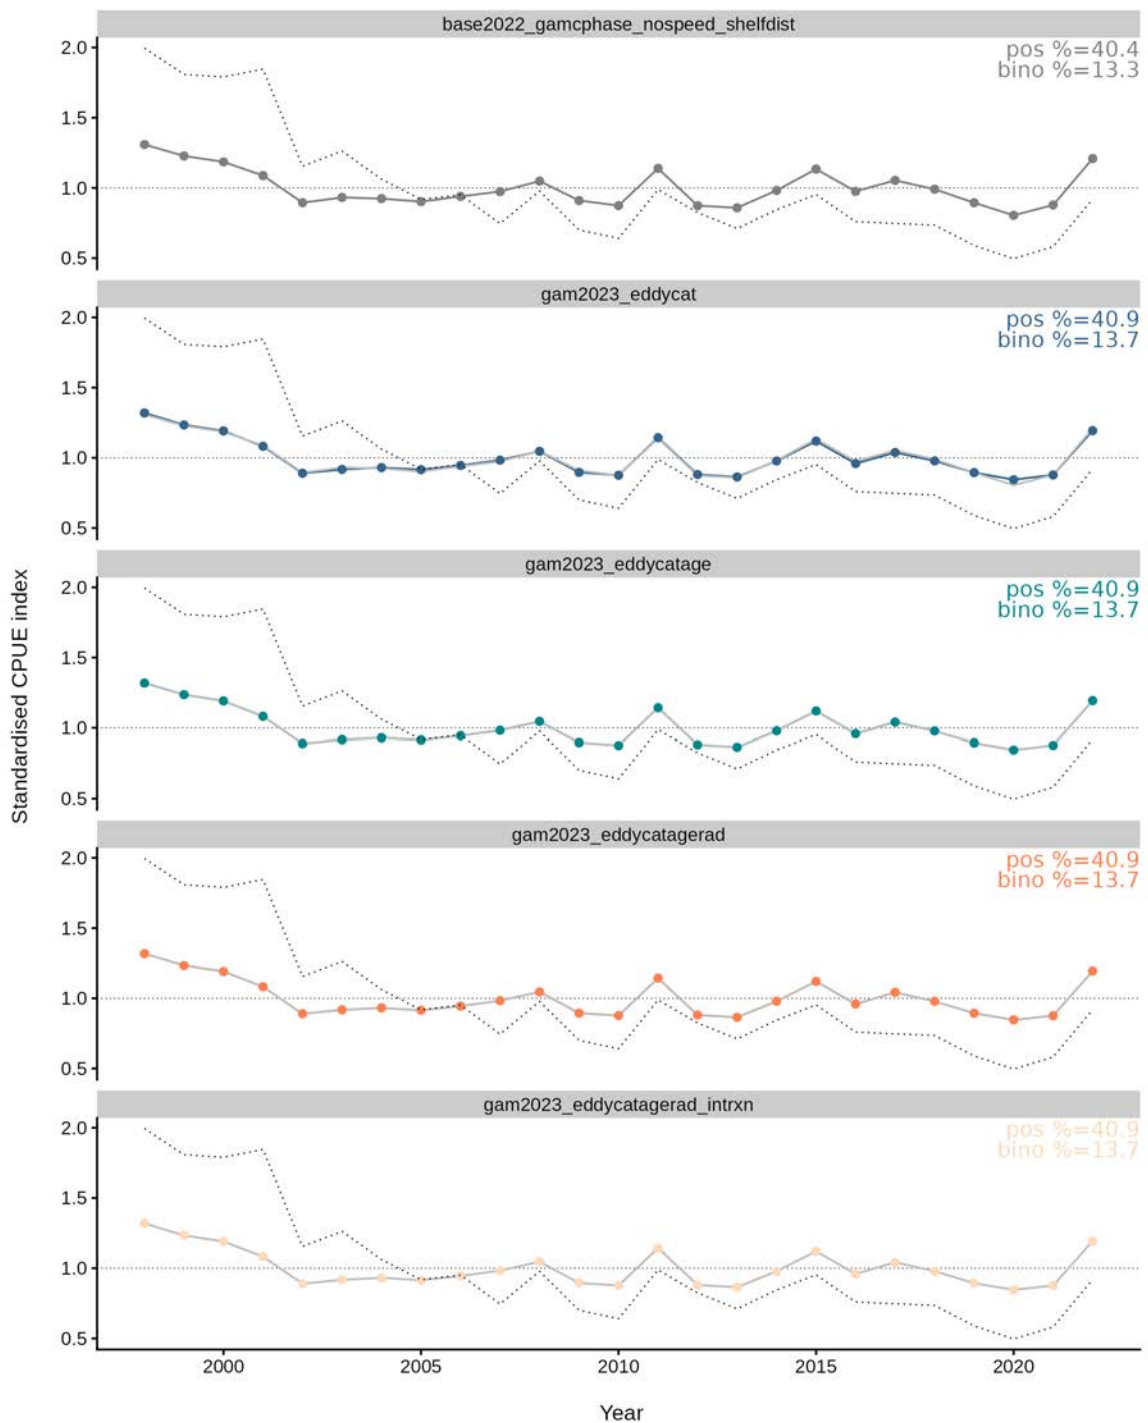 base2022_gamcphase_nospeed_shelfdist
pos %=40.4
bino %=13.3
2.0
1.5
1.0
0.5
gam2023_eddycat
pos %=40.9
bino %=13.7
2.0
1.5
1.0
0.5
gam2023_eddycatage
pos %=40.9
bino %=13.7
2.0
1.5
1.0
0.5
Standardised CPUE index
gam2023_eddycatagerad
pos %=40.9
bino %=13.7
2.0
1.5
1.0
0.5
gam2023_eddycatagerad_intrxn
pos %=40.9
bino %=13.7
2.0
1.5
1.0
0.5
2000 2005 2010 2015 2020
Year